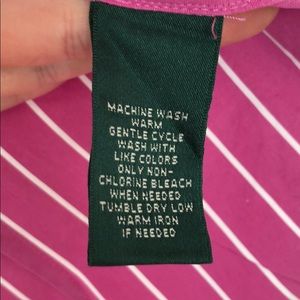 MACHINE WASH
WARM
GENTLE CYCLE
WASH WITH
LIKE COLORS
ONLY NON-
CHLORINE BLEACH
WHEN NEEDED
TUMBLE DRY LOW
WARM IRON
IF NEEDED